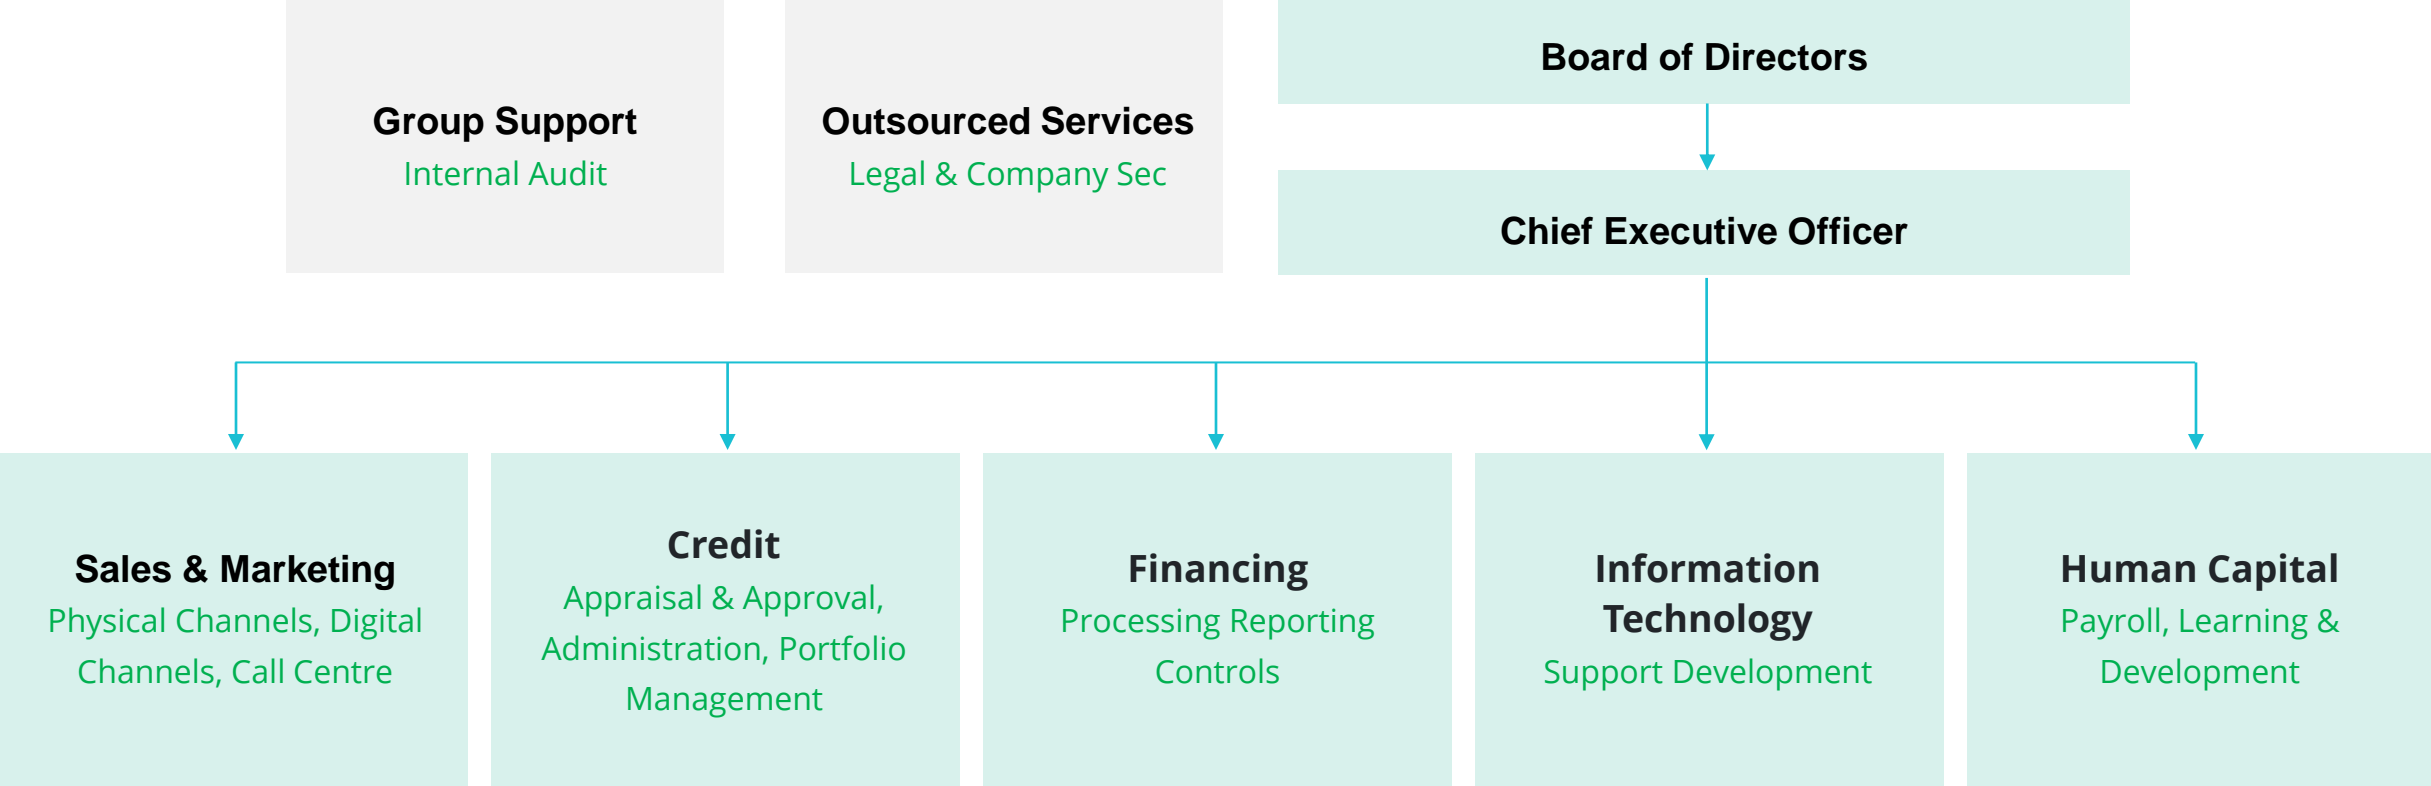 Group Support
Internal Audit
Outsourced Services
Legal & Company Sec
Board of Directors
Chief Executive Officer
Sales & Marketing
Physical Channels, Digital
Channels, Call Centre
Credit
Appraisal & Approval,
Administration, Portfolio
Management
Financing
Processing Reporting
Controls
Information
Technology
Support Development
Human Capital
Payroll, Learning &
Development